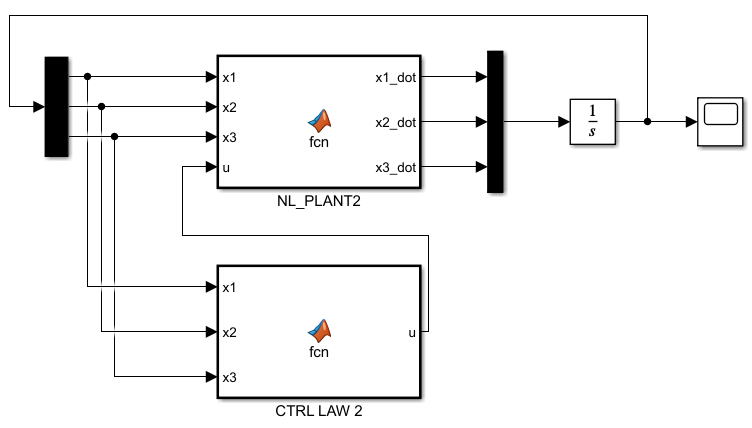 x1
x2
x3
u
fcn
x1_dot
x2_dot
x3_dot
NL_PLANT2
1
s
x1
x2
x3
fcn
u
CTRL LAW 2